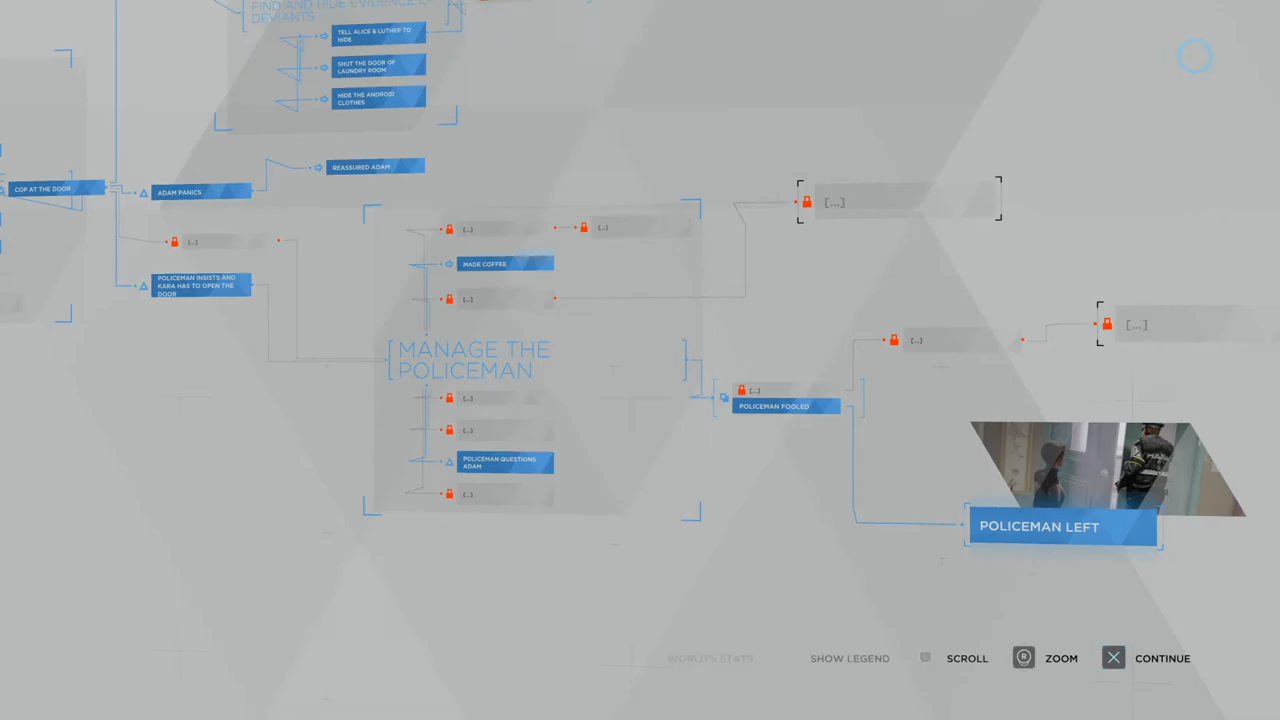 FIND AND HIDE EVIDENCE OF
DEVIANTS
TELL ALICE & LUTHER TO
HIDE
SHUT THE DOOR OF
LAUNDRY ROOM
HIDE THE ANDROID
CLOTHES
REASSURED ADAM
COP AT THE DOOR
ADAM PANICS
[...]
[...]
[...]
[...]
POLICEMAN INSISTS AND
KARA HAS TO OPEN THE
DOOR
MADE COFFEE
[...]
[...]
[...]
MANAGE THE
POLICEMAN
[...]
POLICEMAN FOOLED
[...]
[...]
POLICEMAN QUESTIONS
ADAM
[...]
POLICEMAN LEFT
WORLD'S STATS
SHOW LEGEND
SCROLL
R
ZOOM
CONTINUE